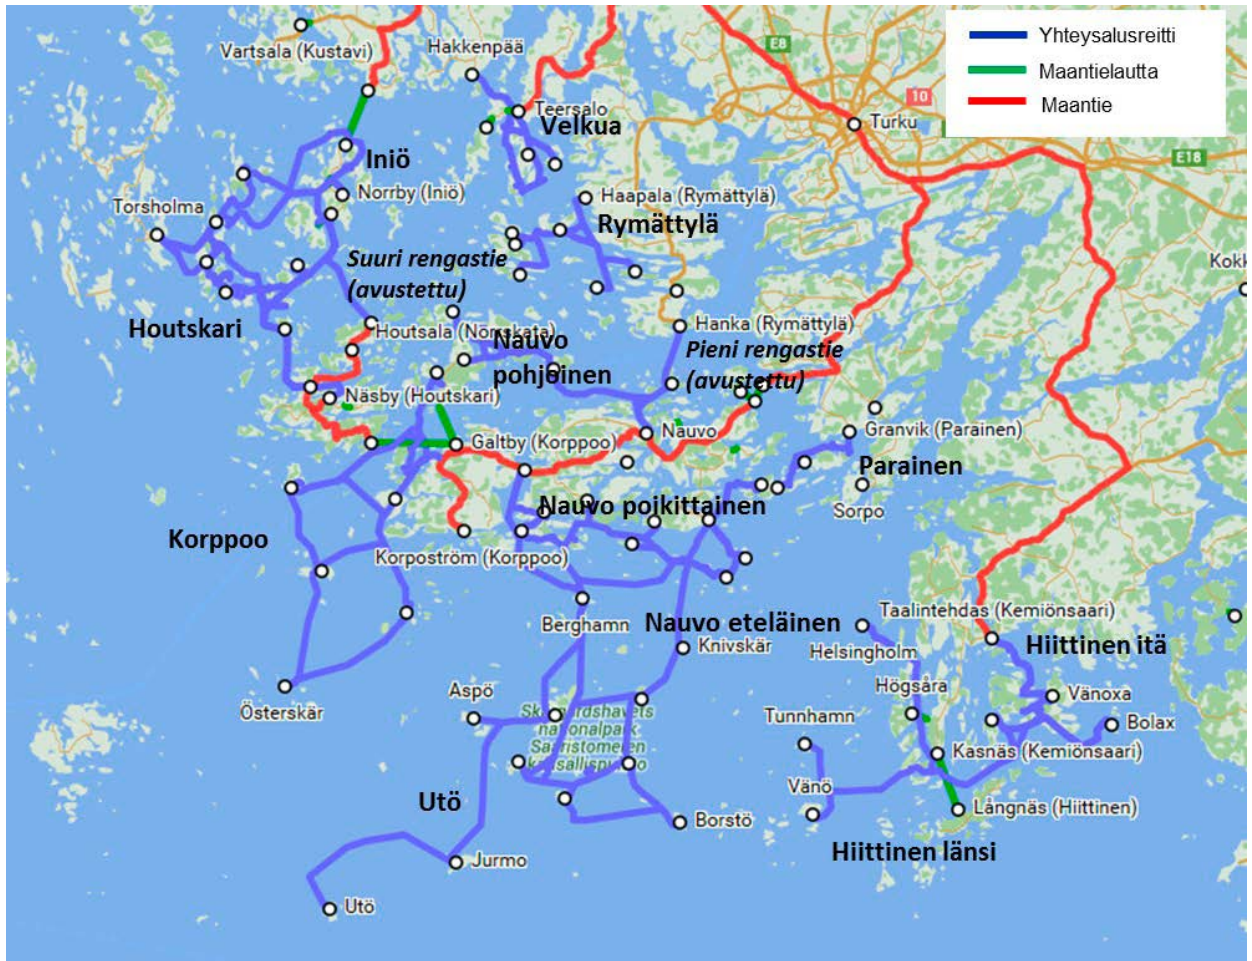 Yhteysalusreitti
Maantielautta
Maantie
Vartsala (Kustavi)
Hakkenpää
E8
10
Turku
E18
Teersalo
Velkua
Iniö
Norrby (Iniö)
Haapala (Rymättylä)
Torsholma
Rymättylä
Suuri rengastie
(avustettu)
Kokk
Houtskari
Houtsala (Norrskata)
Hanka (Rymättylä)
Nauvo
pohjoinen
Pieni rengastie
(avustettu)
Näsby (Houtskari)
Galtby (Korppoo)
Nauvo
Granvik (Parainen)
Parainen
Sorpo
Nauvo poikittainen
Korppoo
Korpoström (Korppoo)
Berghamn
Nauvo eteläinen
Taalintehdas (Kemiönsaari)
Knivskär
Helsingholm
Hiittinen itä
Österskär
Aspö
Högsåra
Vänoxa
nationalpark
Saaristomeren
Tunnhamn
Bolax
Kasnäs (Kemiönsaari)
Utö
Vänö
Långnäs (Hiittinen)
Borstö
Hiittinen länsi
Jurmo
Utö